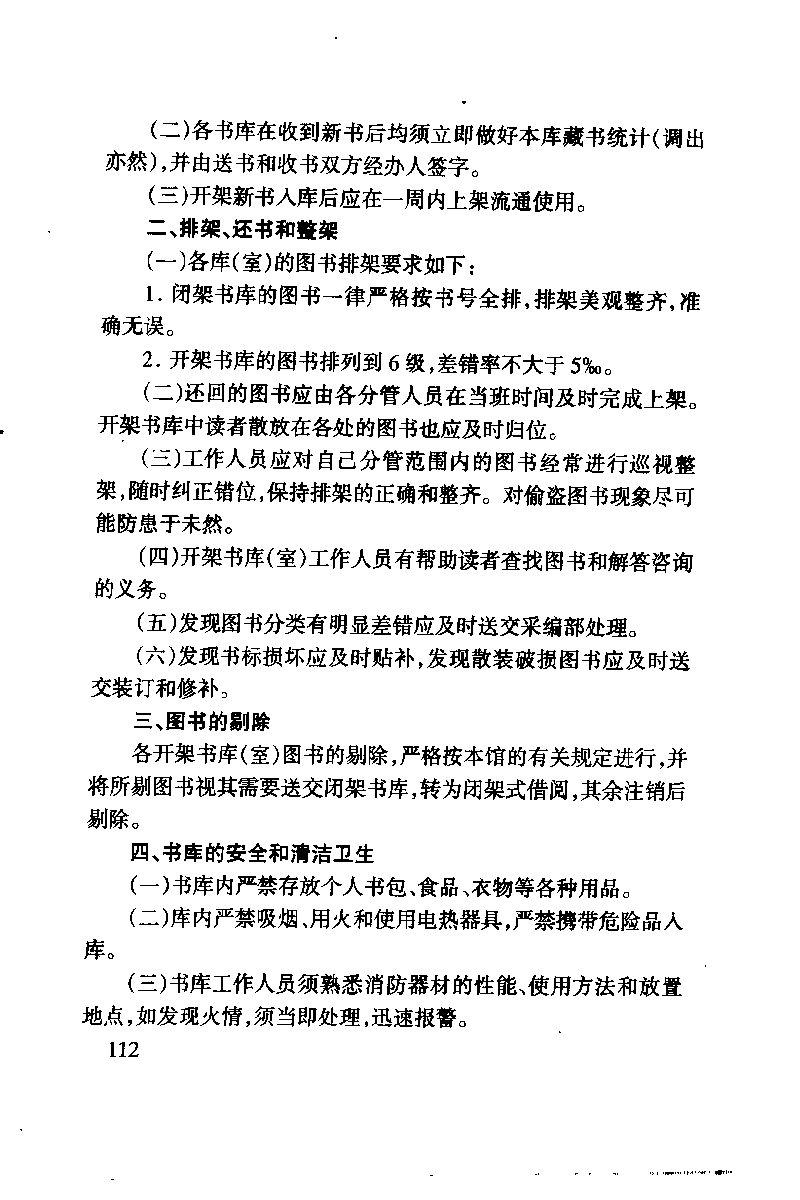 (二)各书库在收到新书后均须立即做好本库藏书统计(调出
亦然),并由送书和收书双方经办人签字。
(三)开架新书入库后应在一周内上架流通使用。
二、排架、还书和整架
(一)各库(室)的图书排架要求如下:
1. 闭架书库的图书一律严格按书号全排,排架美观整齐,准
确无误。
2. 开架书库的图书排列到 6 级,差错率不大于 5‰。
(二)还回的图书应由各分管人员在当班时间及时完成上架。
开架书库中读者散放在各处的图书也应及时归位。
(三)工作人员应对自己分管范围内的图书经常进行巡视整
架,随时纠正错位,保持排架的正确和整齐。对偷盗图书现象尽可
能防患于未然。
(四)开架书库(室)工作人员有帮助读者查找图书和解答咨询
的义务。
(五)发现图书分类有明显差错应及时送交采编部处理。
(六)发现书标损坏应及时贴补,发现散装破损图书应及时送
交装订和修补。
三、图书的剔除
各开架书库(室)图书的剔除,严格按本馆的有关规定进行,并
将所剔图书视其需要送交闭架书库,转为闭架式借阅,其余注销后
剔除。
四、书库的安全和清洁卫生
(一)书库内严禁存放个人书包、食品、衣物等各种用品。
(二)库内严禁吸烟、用火和使用电热器具,严禁携带危险品入
库。
(三)书库工作人员须熟悉消防器材的性能、使用方法和放置
地点,如发现火情,须当即处理,迅速报警。
112